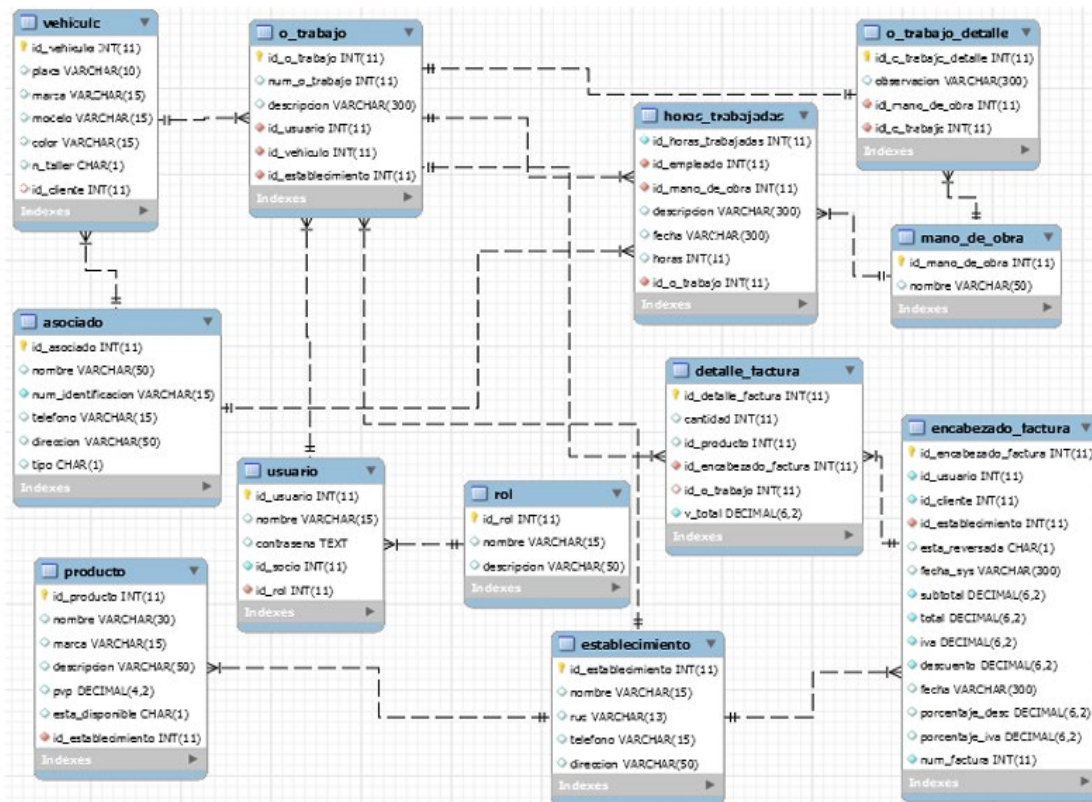 vehiculc
id_vehiculo INT(11)
placa VARCHAR(10)
marca VARCHAR(15)
modelo VARCHAR(15)
color VARCHAR(15)
n_taller CHAR(1)
id_cliente INT(11)
Indexes
o_trabajo
id_o_trabajo INT(11)
num_o_trabajo INT(11)
descripcion VARCHAR(300)
id_usuario INT(11)
id_vehiculo INT(11)
id_establecimiento INT(11)
Indexes
o_trabajo_detalle
id_c_trabajc_detalle INT(11)
observacion VARCHAR(300)
id_mano_de_obra INT(11)
id_c_trabajc INT(11)
Indexes
horas_trabajadas
id_horas_trabajadas INT(11)
id_empleado INT(11)
id_mano_de_obra INT(11)
descripcion VARCHAR(300)
fecha VARCHAR(300)
horas INT(11)
id_o_trabajo INT(11)
Indexes
mano_de_obra
id_mano_de_obra INT(11)
nombre VARCHAR(50)
Indexes
asociado
id_asociado INT(11)
nombre VARCHAR(50)
num_identificacion VARCHAR(15)
telefono VARCHAR(15)
direccion VARCHAR(50)
tipo CHAR(1)
Indexes
detalle_factura
id_detalle_factura INT(11)
cantidad INT(11)
id_producto INT(11)
id_encabezado_factura INT(11)
id_o_trabajo INT(11)
v_total DECIMAL(6,2)
Indexes
encabezado_factura
id_encabezado_factura INT(11)
id_usuario INT(11)
id_cliente INT(11)
id_establecimiento INT(11)
esta_reversada CHAR(1)
fecha_sys VARCHAR(300)
subtotal DECIMAL(6,2)
total DECIMAL(6,2)
iva DECIMAL(6,2)
descuento DECIMAL(6,2)
fecha VARCHAR(300)
porcentaje_desc DECIMAL(6,2)
porcentaje_iva DECIMAL(6,2)
num_factura INT(11)
Indexes
usuario
id_usuario INT(11)
nombre VARCHAR(15)
contrasena TEXT
id_socio INT(11)
id_rol INT(11)
Indexes
rol
id_rol INT(11)
nombre VARCHAR(15)
descripcion VARCHAR(50)
Indexes
producto
id_producto INT(11)
nombre VARCHAR(30)
marca VARCHAR(15)
descripcion VARCHAR(50)
pvp DECIMAL(4,2)
esta_disponible CHAR(1)
id_establecimiento INT(11)
Indexes
establecimiento
id_establecimiento INT(11)
nombre VARCHAR(15)
ruc VARCHAR(13)
telefono VARCHAR(15)
direccion VARCHAR(50)
Indexes